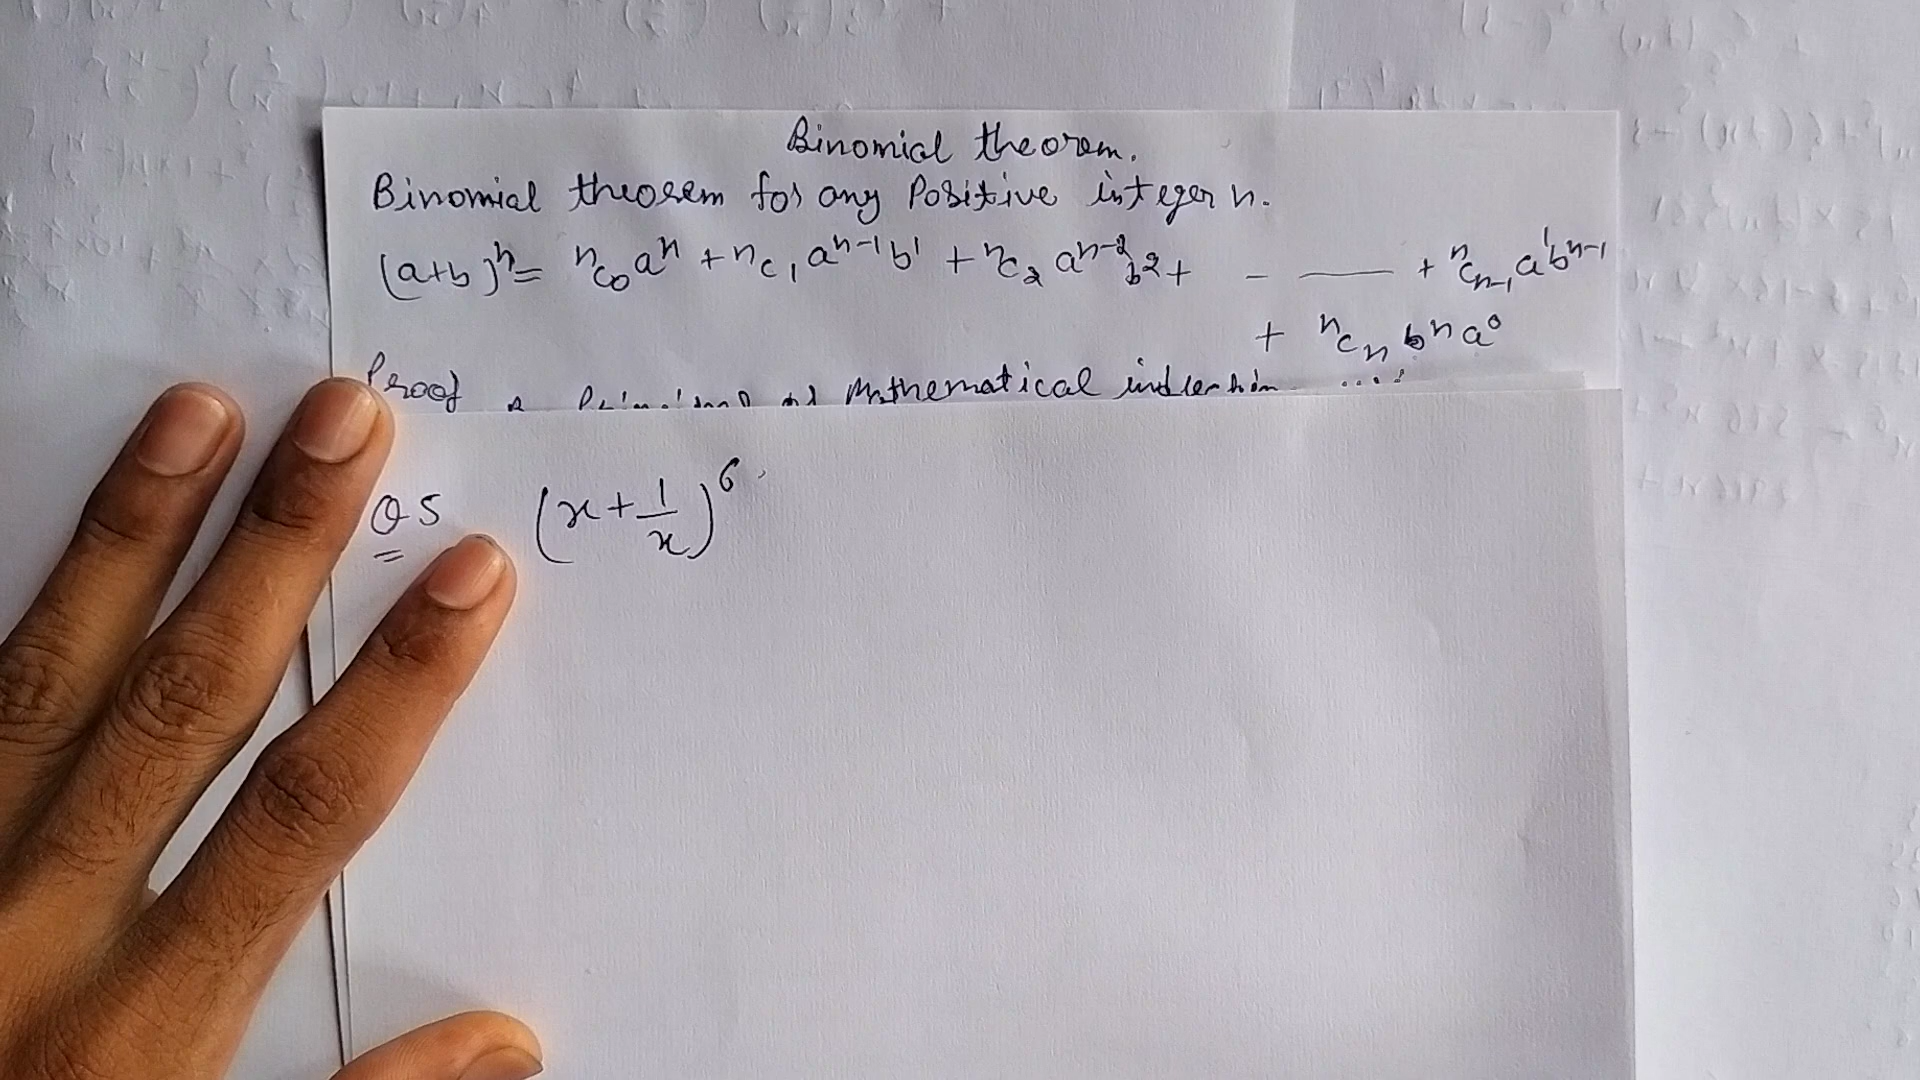 Binomial theorem.
Binomial theorem for any Positive integer n.
(a+b)ⁿ = ⁿC₀aⁿ + ⁿC₁aⁿ⁻¹b¹ + ⁿC₂aⁿ⁻²b² + - —— + ⁿCₙ₋₁a¹bⁿ⁻¹
+ ⁿCₙbⁿa⁰
Proof Mathematical
Q5 (x + 1/x)⁶